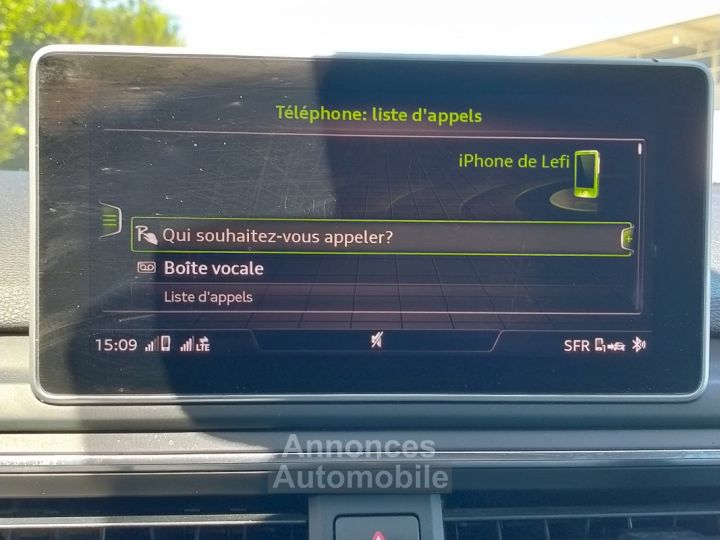 Téléphone: liste d'appels
iPhone de Lefi
Qui souhaitez-vous appeler?
Boîte vocale
Liste d'appels
15:09 LTE SFR
Annonces
Automobile